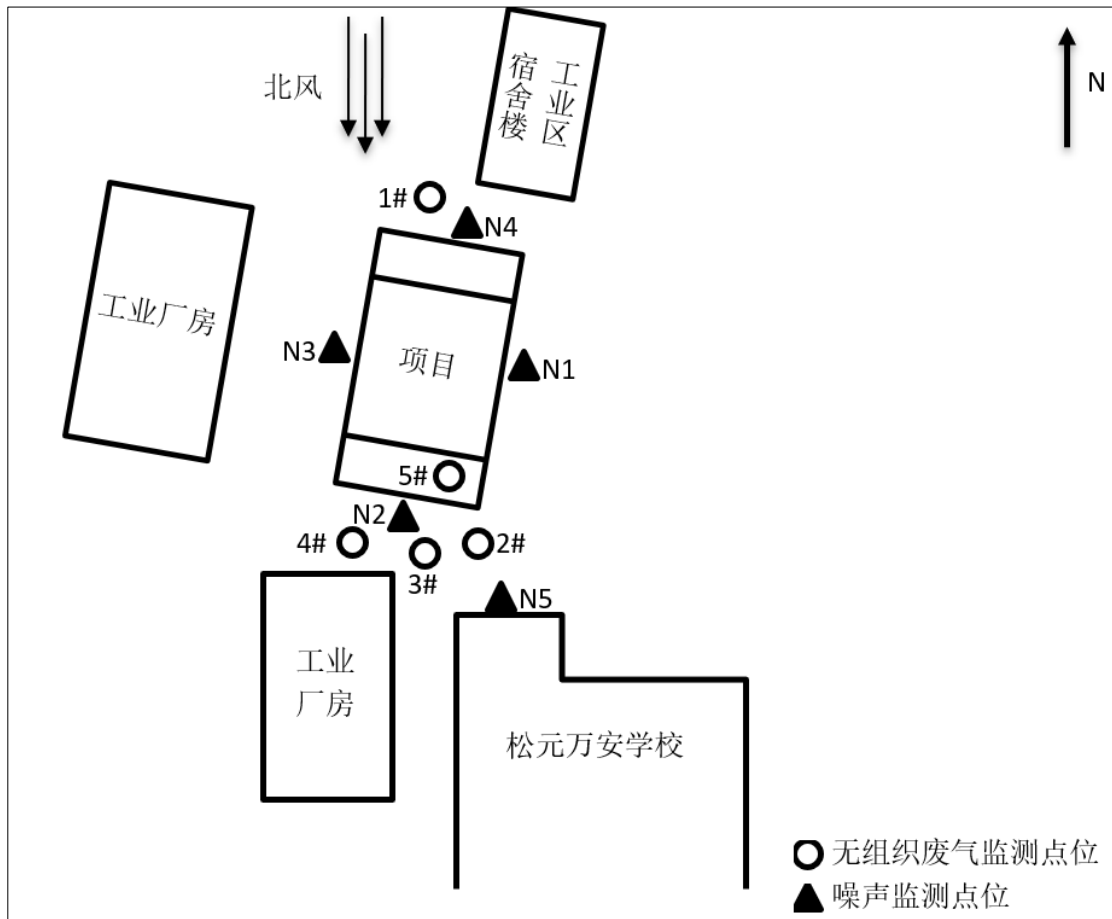 北风
工业区
宿舍楼
N
1#
N4
工业厂房
N3
项目
N1
5#
N2
4#
3#
2#
N5
工业
厂房
松元万安学校
无组织废气监测点位
噪声监测点位